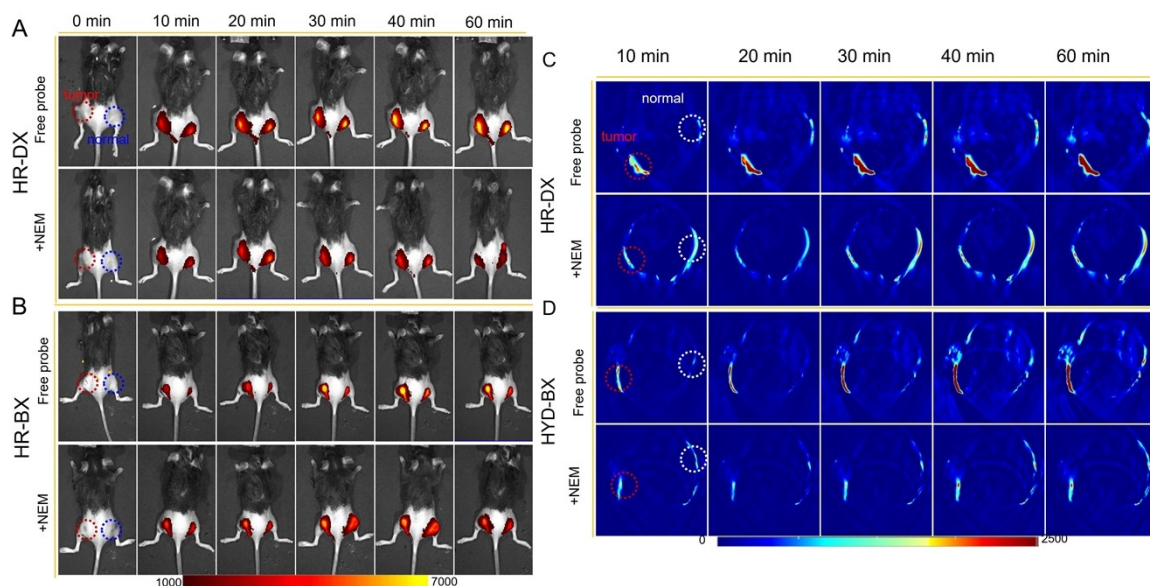 A
0 min 10 min 20 min 30 min 40 min 60 min
HR-DX
Free probe
tumor
normal
+NEM
B
HR-BX
Free probe
+NEM
1000 7000
C
10 min 20 min 30 min 40 min 60 min
HR-DX
Free probe
normal
tumor
+NEM
D
HYD-BX
Free probe
+NEM
0 2500